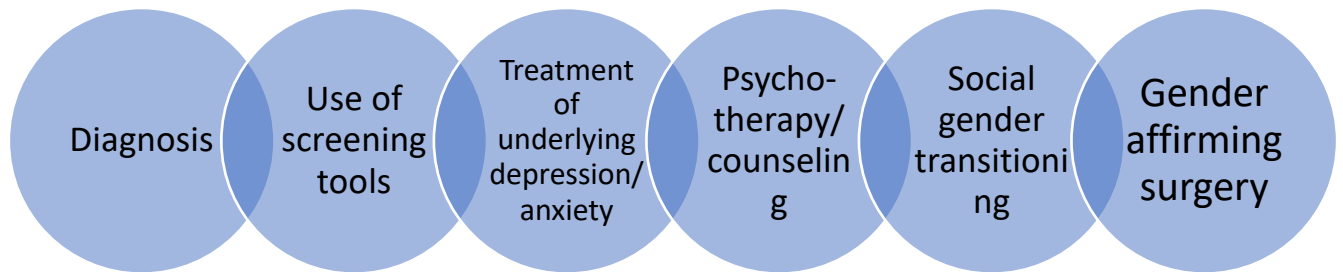 Diagnosis
Use of
screening
tools
Treatment
of
underlying
depression/
anxiety
Psycho-
therapy/
counselin
g
Social
gender
transitioni
ng
Gender
affirming
surgery